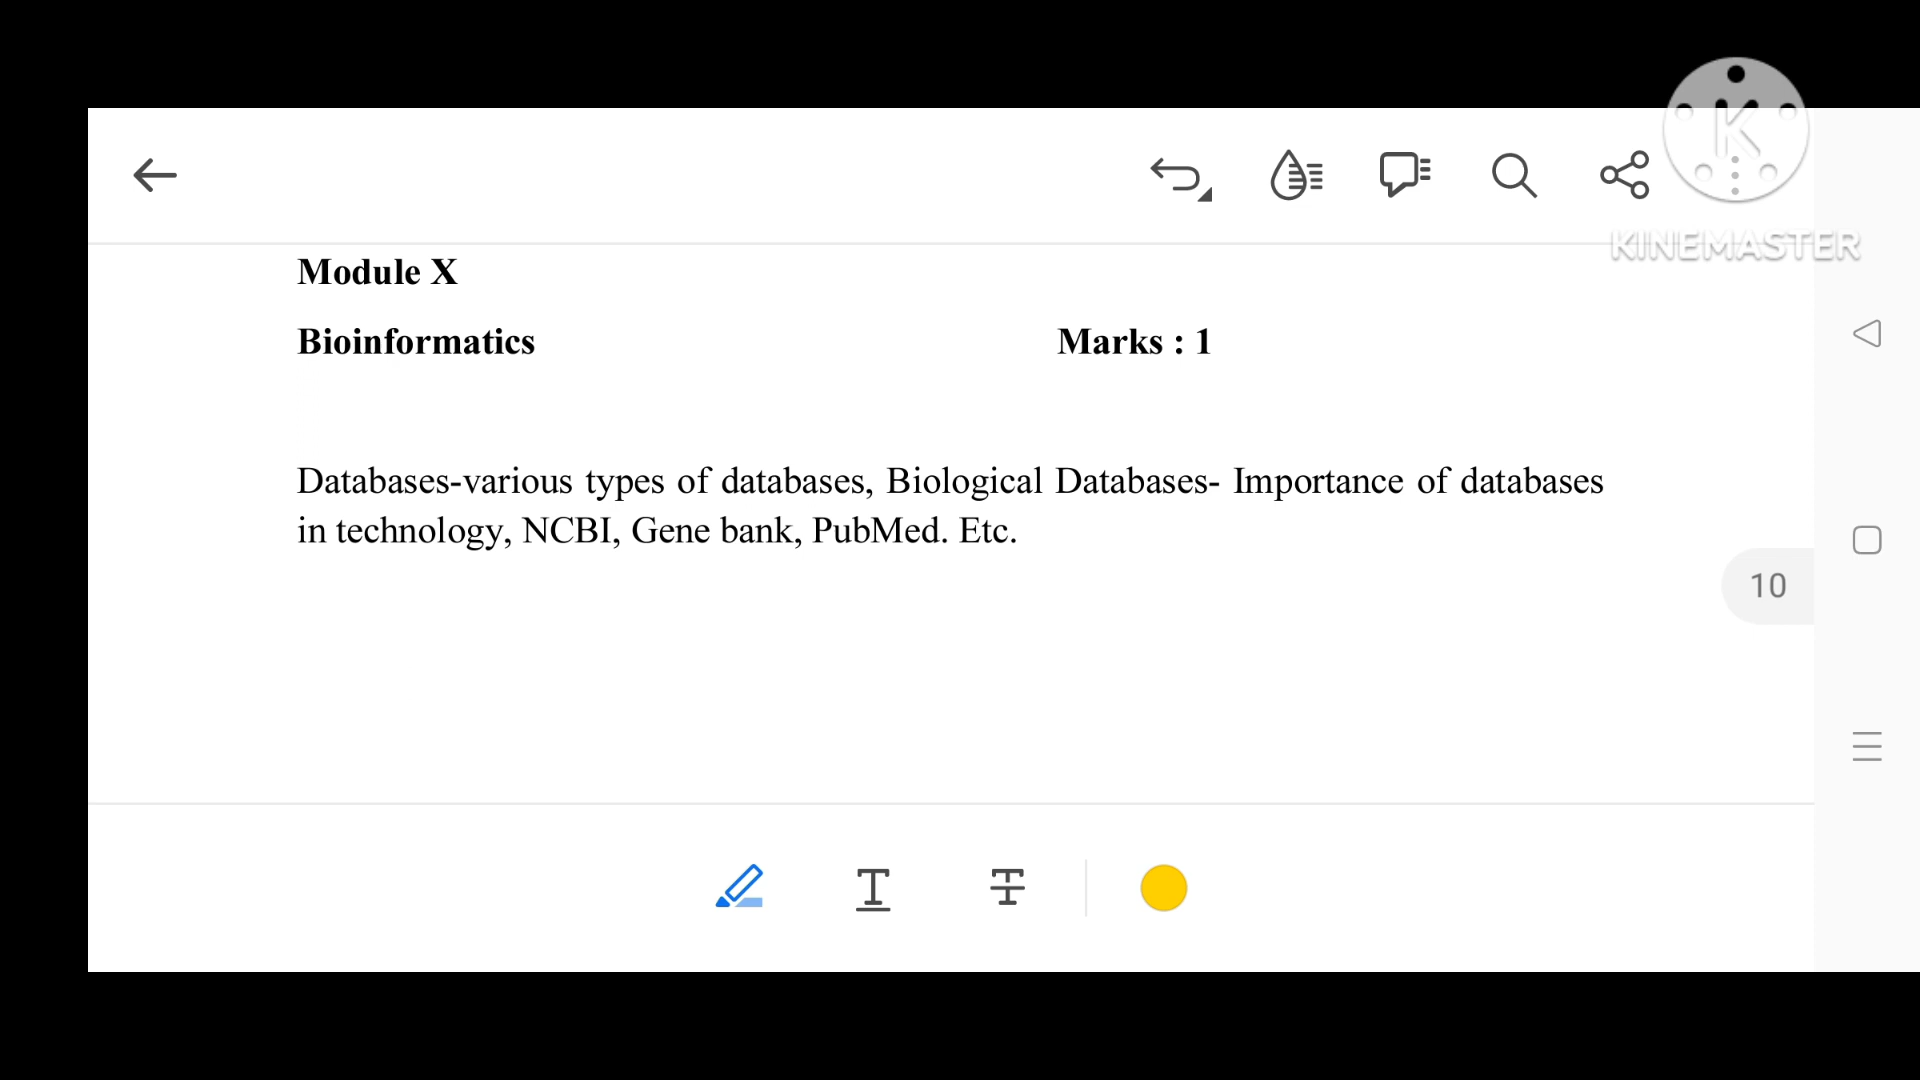 K
KINEMASTER
Module X
Bioinformatics Marks : 1
Databases-various types of databases, Biological Databases- Importance of databases
in technology, NCBI, Gene bank, PubMed. Etc.
10